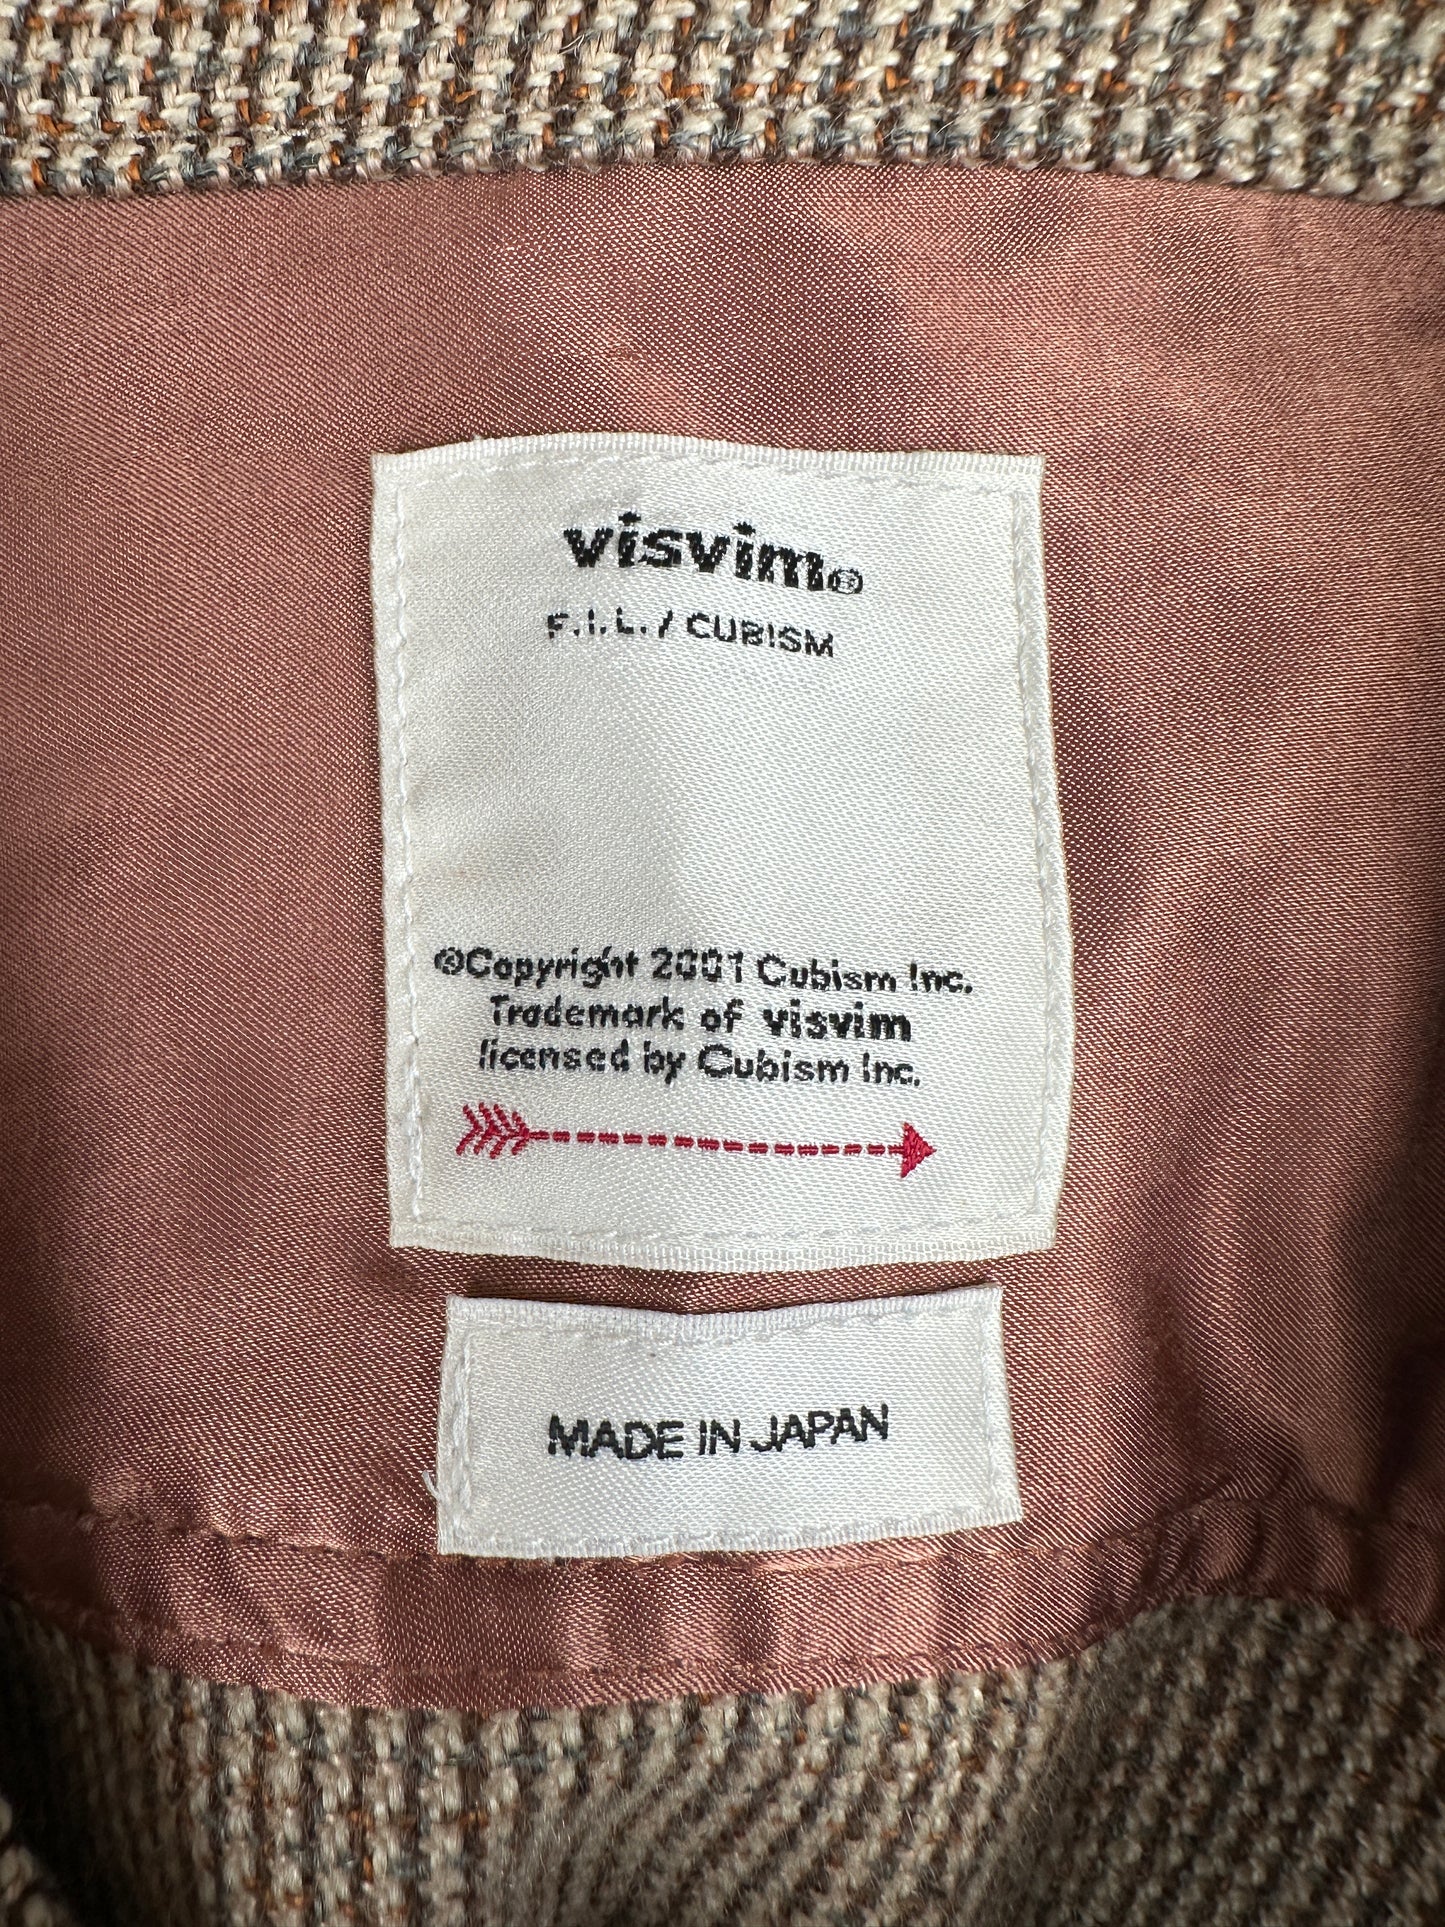 visvim®
F.I.L. / CUBISM
©Copyright 2001 Cubism Inc.
Trademark of visvim
licensed by Cubism Inc.
MADE IN JAPAN